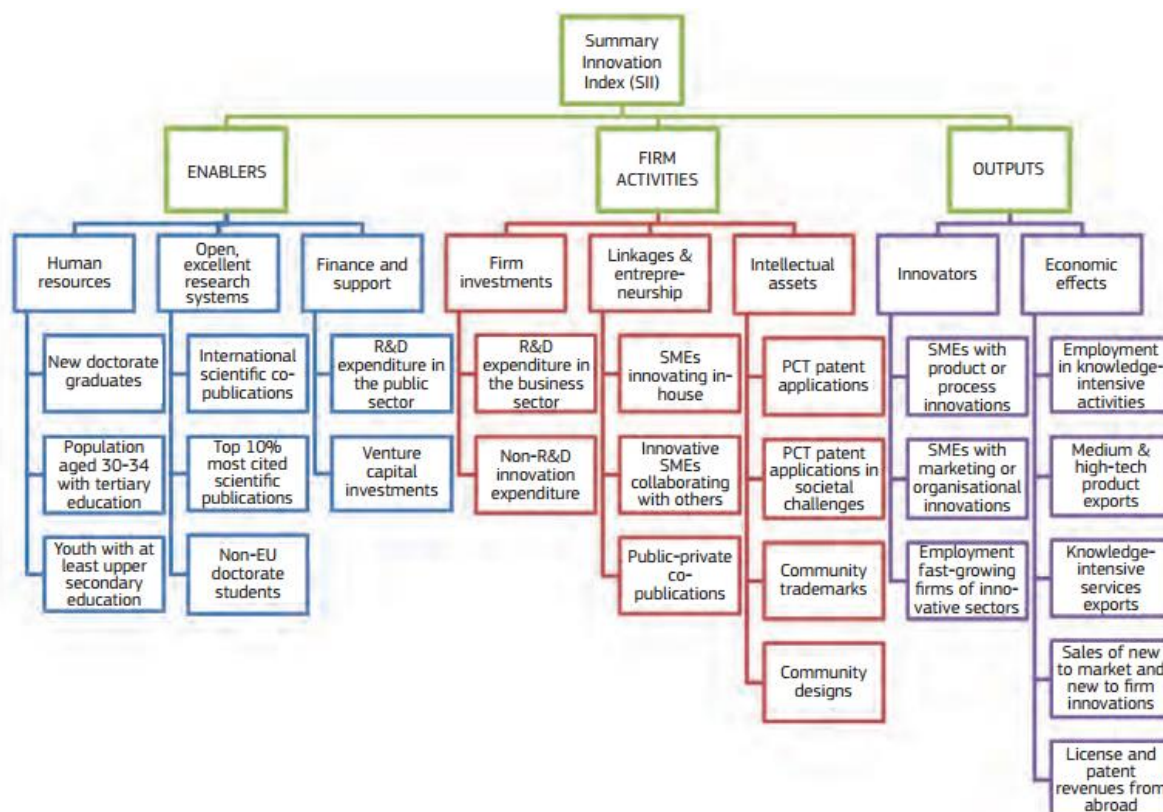 Summary
Innovation
Index (SII)
ENABLERS
FIRM
ACTIVITIES
OUTPUTS
Human
resources
Open,
excellent
research
systems
Finance and
support
Firm
investments
Linkages &
entrepre-
neurship
Intellectual
assets
Innovators
Economic
effects
New doctorate
graduates
International
scientific co-
publications
R&D
expenditure in
the public
sector
R&D
expenditure in
the business
sector
SMEs
innovating in-
house
PCT patent
applications
SMEs with
product or
process
innovations
Employment
in knowledge-
intensive
activities
Population
aged 30-34
with tertiary
education
Top 10%
most cited
scientific
publications
Venture
capital
investments
Non-R&D
innovation
expenditure
Innovative
SMEs
collaborating
with others
PCT patent
applications in
societal
challenges
SMEs with
marketing or
organisational
innovations
Medium &
high-tech
product
exports
Youth with at
least upper
secondary
education
Non-EU
doctorate
students
Public-private
co-
publications
Community
trademarks
Employment
fast-growing
firms of inno-
vative sectors
Knowledge-
intensive
services
exports
Community
designs
Sales of new
to market and
new to firm
innovations
License and
patent
revenues from
abroad